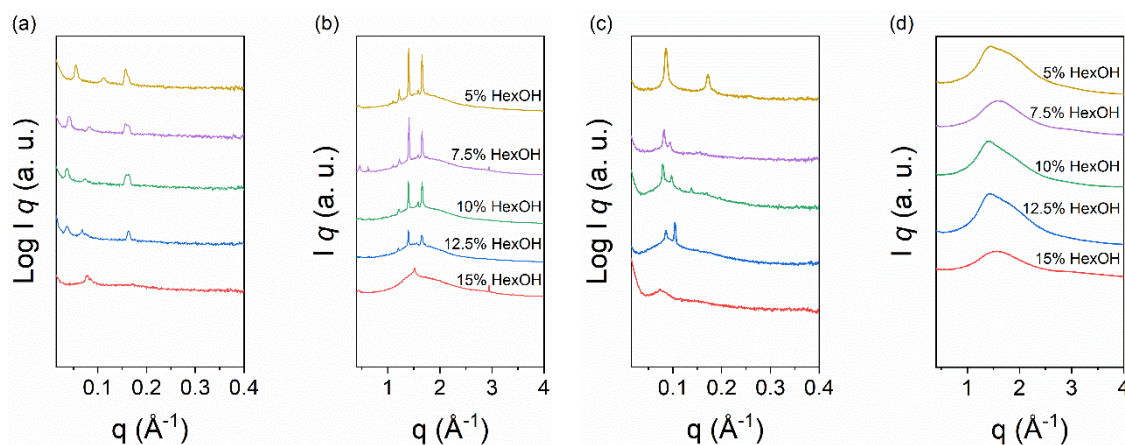 (a)
Log I q (a. u.)
0.1 0.2 0.3 0.4
q (Å⁻¹)
(b)
I q (a. u.)
5% HexOH
7.5% HexOH
10% HexOH
12.5% HexOH
15% HexOH
1 2 3 4
q (Å⁻¹)
(c)
Log I q (a. u.)
0.1 0.2 0.3 0.4
q (Å⁻¹)
(d)
I q (a. u.)
5% HexOH
7.5% HexOH
10% HexOH
12.5% HexOH
15% HexOH
1 2 3 4
q (Å⁻¹)